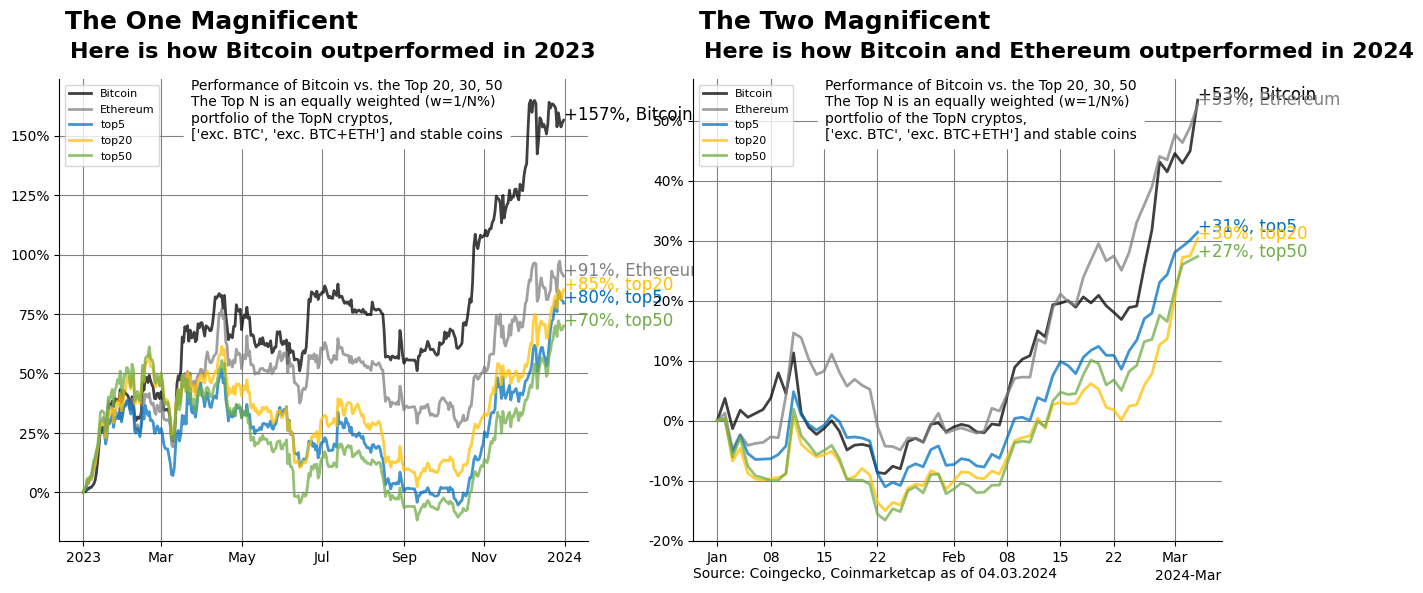 The One Magnificent
Here is how Bitcoin outperformed in 2023
Performance of Bitcoin vs. the Top 20, 30, 50
The Top N is an equally weighted (w=1/N%)
portfolio of the TopN cryptos,
['exc. BTC', 'exc. BTC+ETH'] and stable coins
Bitcoin
Ethereum
top5
top20
top50
150%
125%
100%
75%
50%
25%
0%
2023
Mar
May
Jul
Sep
Nov
2024
+157%, Bitcoin
+91%, Ethereum
+85%, top20
+80%, top5
+70%, top50
The Two Magnificent
Here is how Bitcoin and Ethereum outperformed in 2024
Performance of Bitcoin vs. the Top 20, 30, 50
The Top N is an equally weighted (w=1/N%)
portfolio of the TopN cryptos,
['exc. BTC', 'exc. BTC+ETH'] and stable coins
Bitcoin
Ethereum
top5
top20
top50
50%
40%
30%
20%
10%
0%
-10%
-20%
Jan
08
15
22
Feb
08
15
22
Mar
2024-Mar
+53%, Bitcoin
+53%, Ethereum
+31%, top5
+30%, top20
+27%, top50
Source: Coingecko, Coinmarketcap as of 04.03.2024